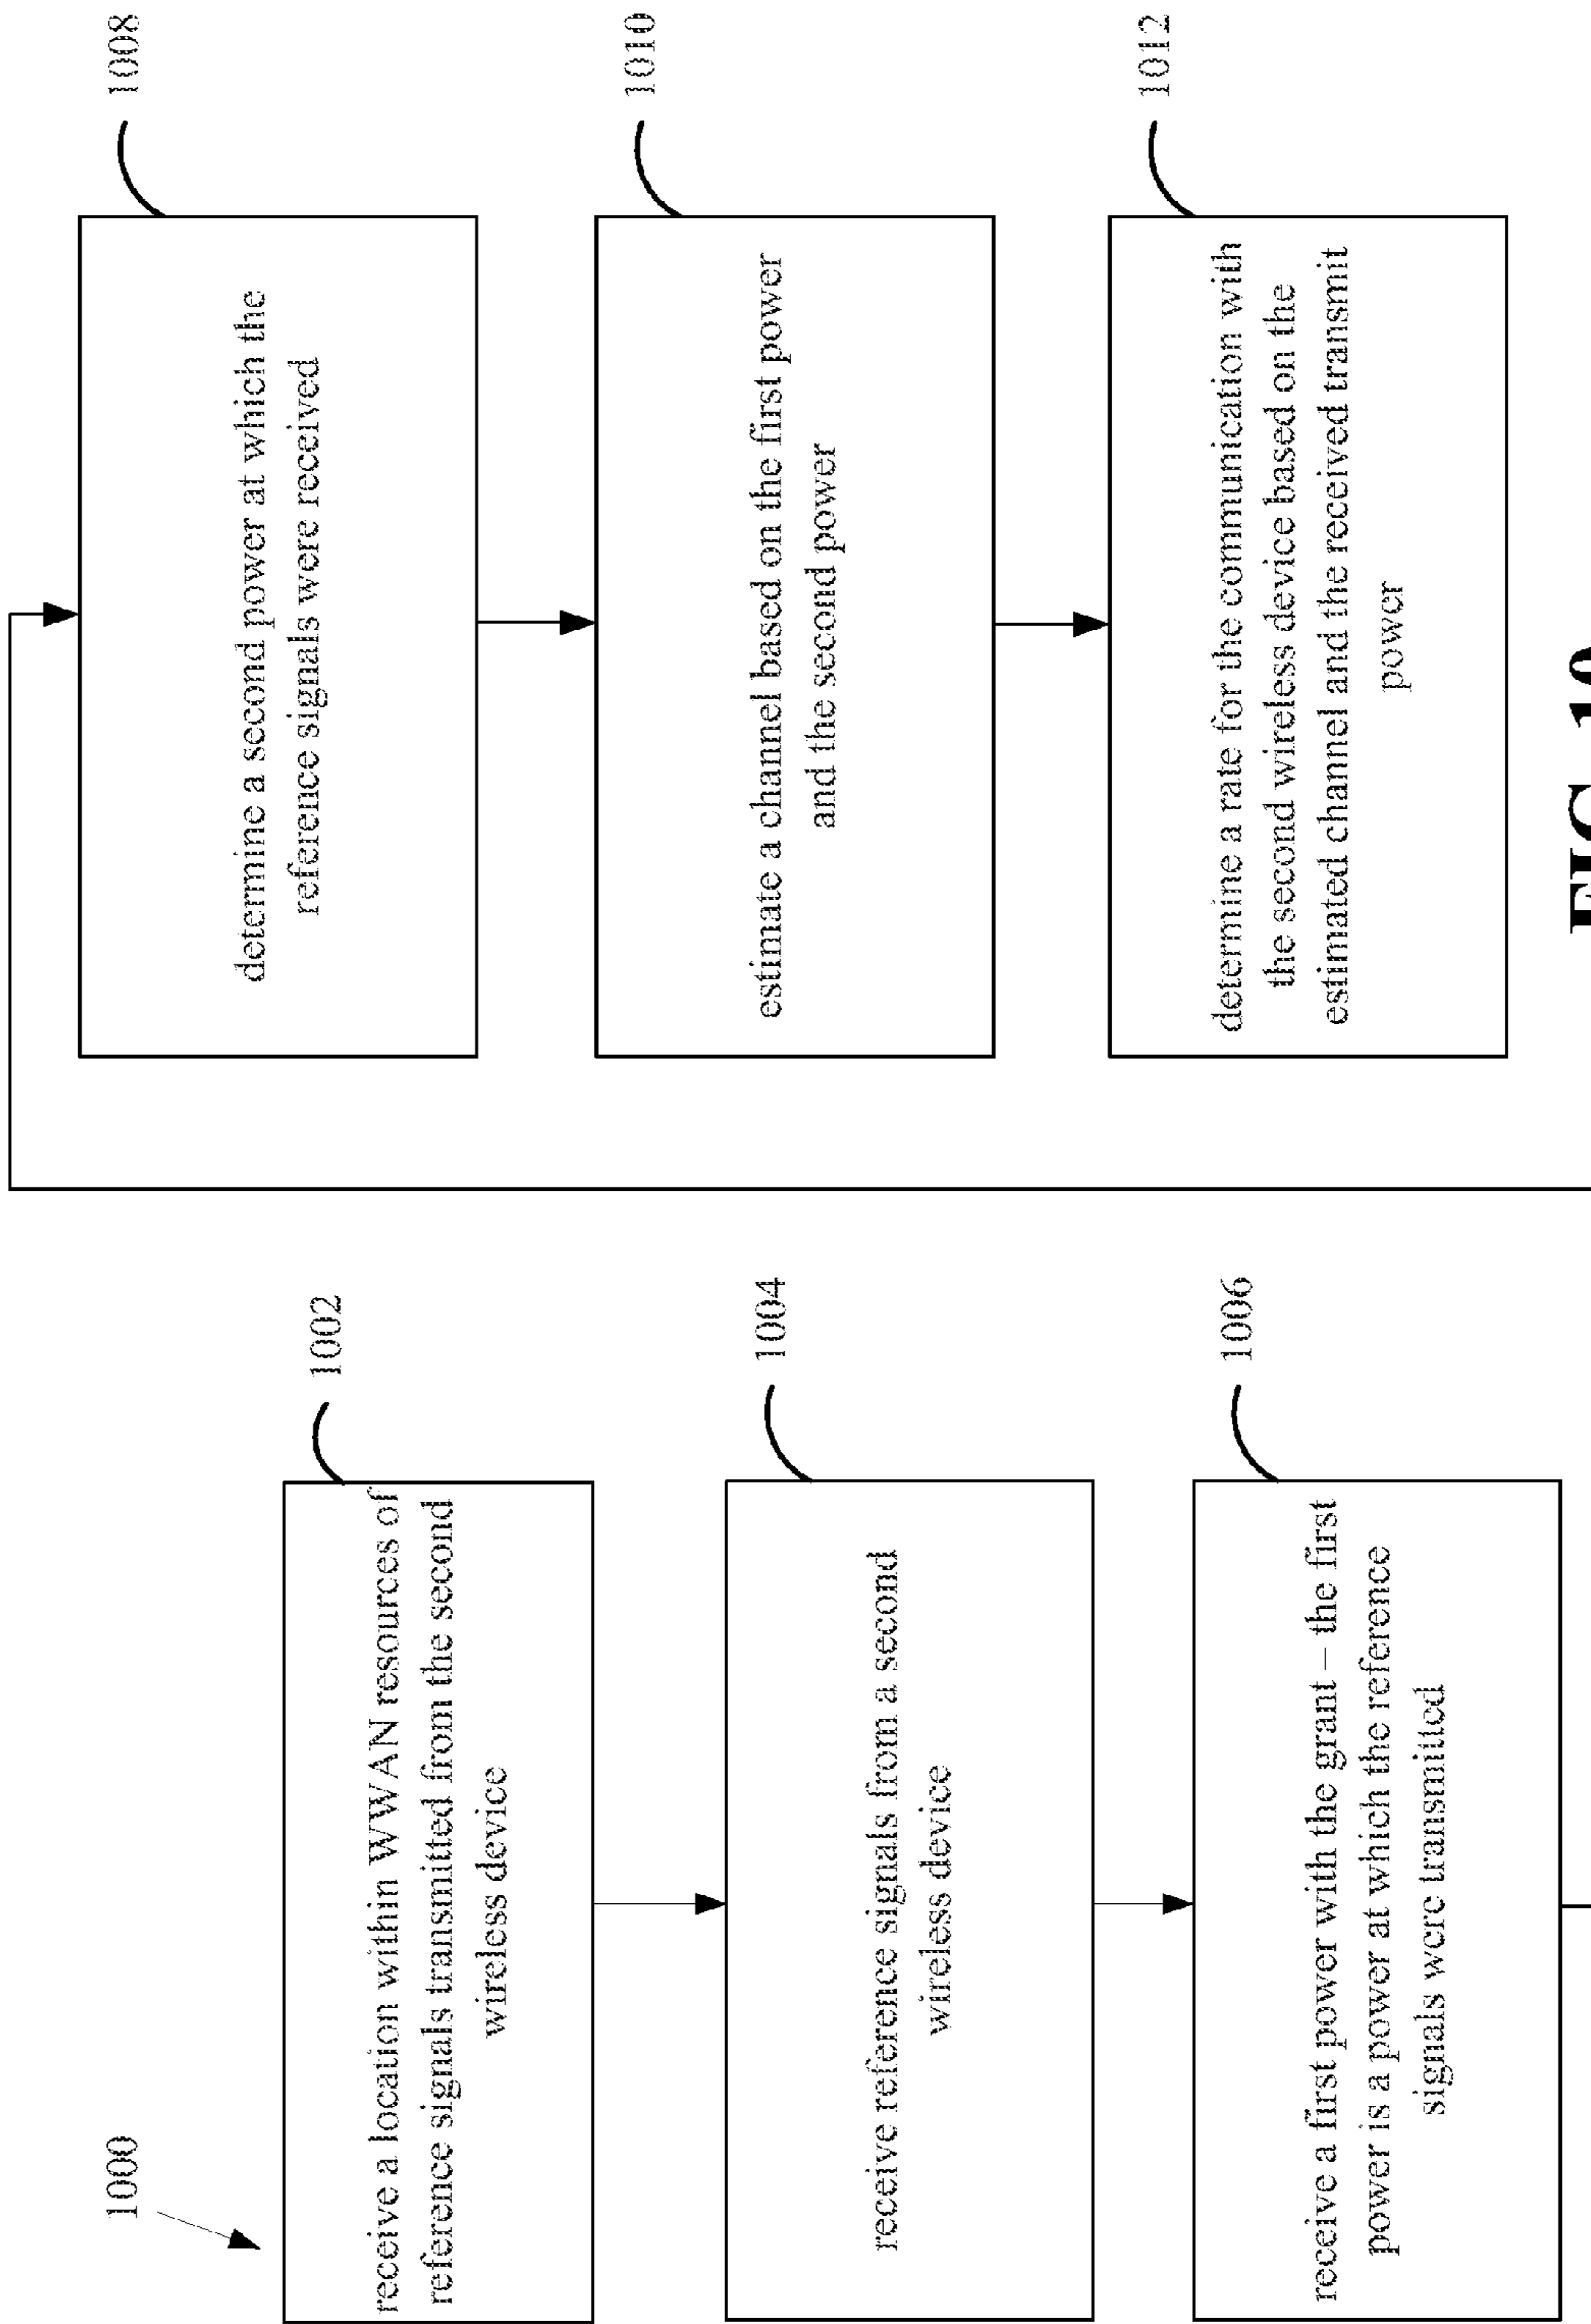 1000
1002
receive a location within WWAN resources of
reference signals transmitted from the second
wireless device
1004
receive reference signals from a second
wireless device
1006
receive a first power with the grant – the first
power is a power at which the reference
signals were transmitted
1008
determine a second power at which the
reference signals were received
1010
estimate a channel based on the first power
and the second power
1012
determine a rate for the communication with
the second wireless device based on the
estimated channel and the received transmit
power
FIG. 10